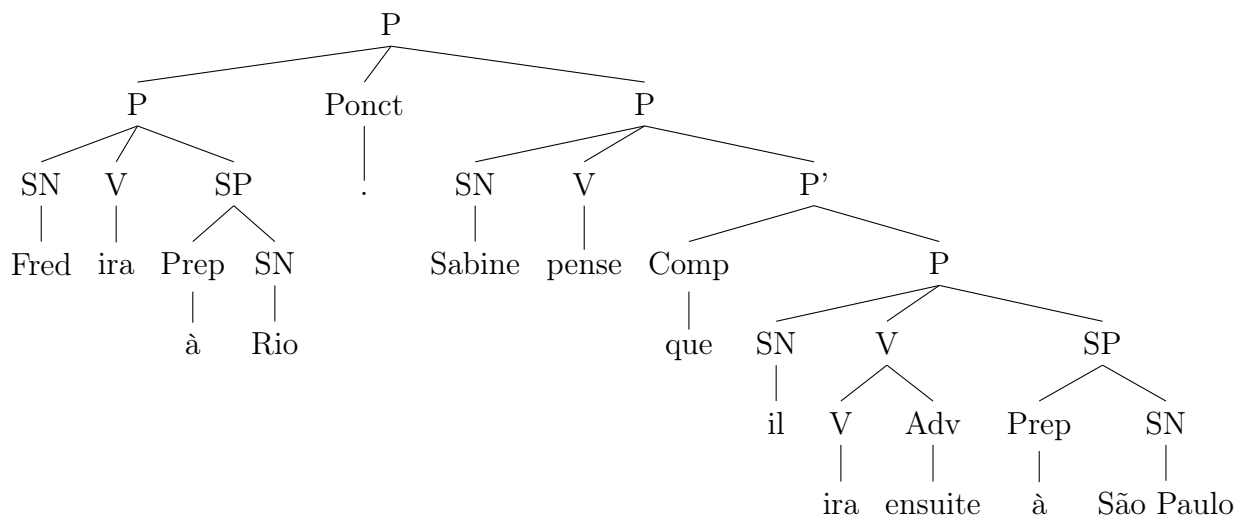 P
P Ponct P
SN V SP . SN V P'
Fred ira Prep SN Sabine pense Comp P
à Rio que SN V SP
il V Adv Prep SN
ira ensuite à São Paulo